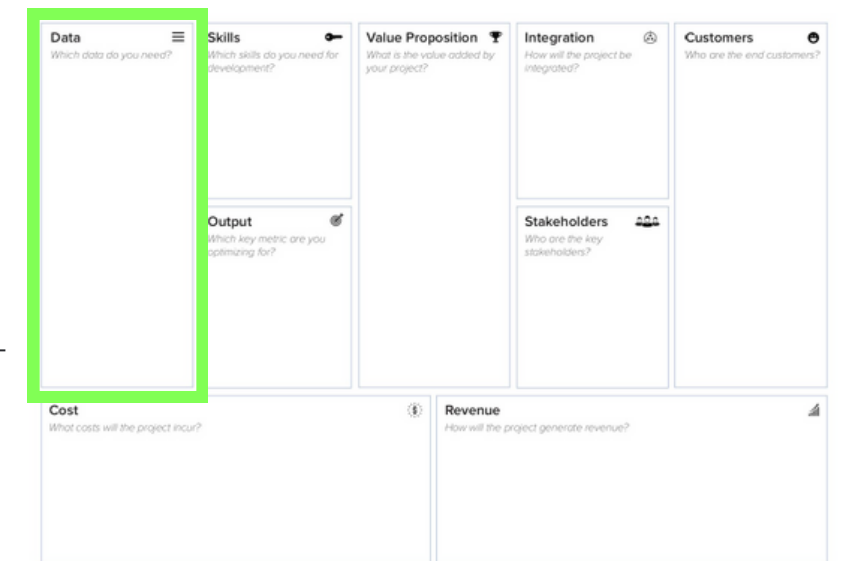 Data
Which data do you need?
Skills
Which skills do you need for
development?
Value Proposition
What is the value added by
your project?
Integration
How will the project be
integrated?
Customers
Who are the end customers?
Output
Which key metric are you
optimizing for?
Stakeholders
Who are the key
stakeholders?
Cost
What costs will the project incur?
$
Revenue
How will the project generate revenue?